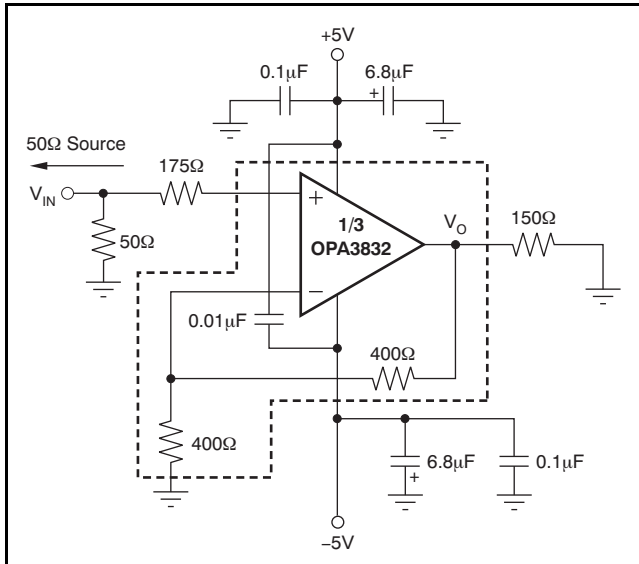 +5V
0.1μF
6.8μF
+
50Ω Source
175Ω
V_IN
50Ω
+
1/3
OPA3832
V_O
150Ω
−
0.01μF
400Ω
400Ω
6.8μF
+
0.1μF
−5V